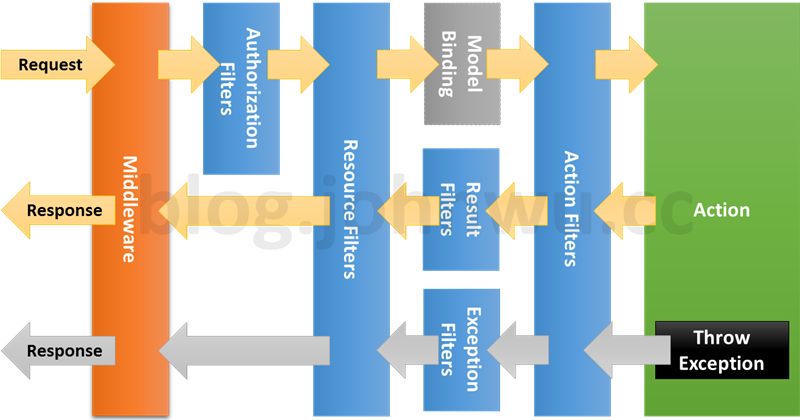 Request
Middleware
Authorization
Filters
Resource Filters
Model
Binding
Action Filters
Response
Result
Filters
Action
blog.johnwu.cc
Response
Exception
Filters
Throw
Exception